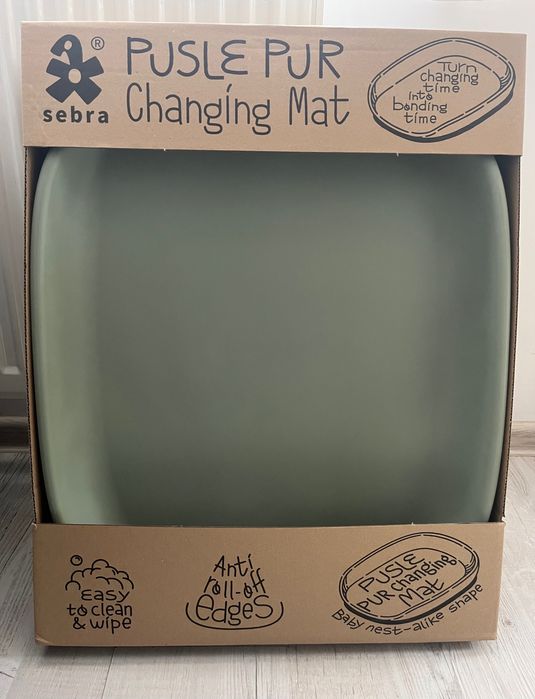 ®
sebra
PUSLE PUR
Changing Mat
Turn
changing
time
into
bonding
time
Easy
to clean
& wipe
Anti
roll-off
edges
PUSLE
PUR changing
Mat
Baby nest-alike shape